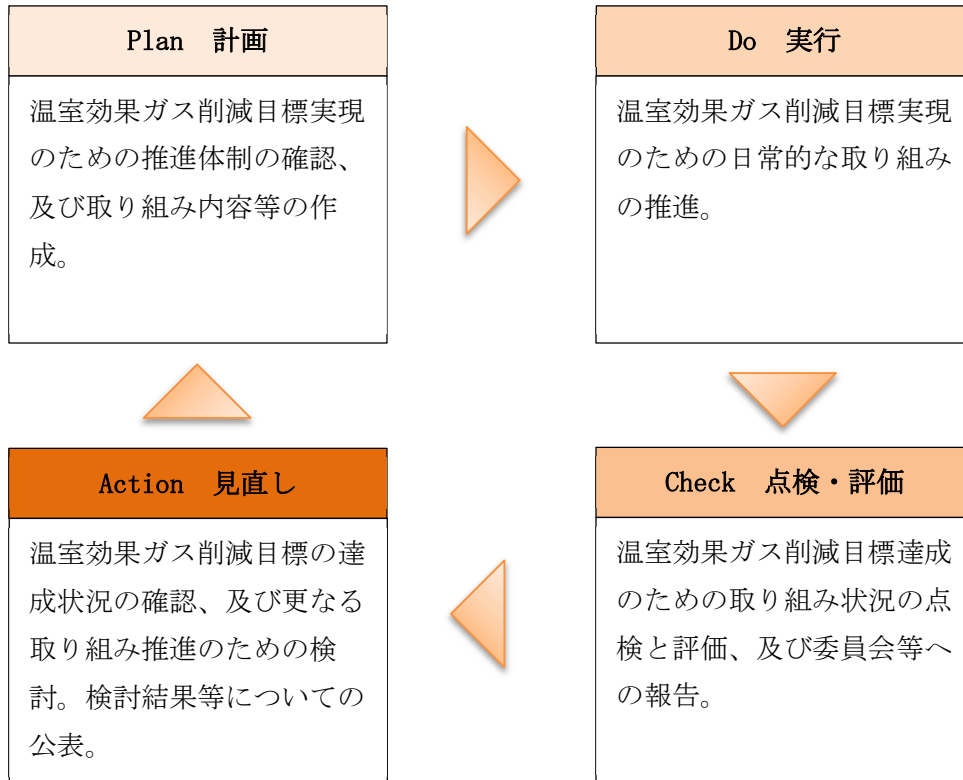 Plan　計画
温室効果ガス削減目標実現
のための推進体制の確認、
及び取り組み内容等の作
成。
Do　実行
温室効果ガス削減目標実現
のための日常的な取り組み
の推進。
Check　点検・評価
温室効果ガス削減目標達成
のための取り組み状況の点
検と評価、及び委員会等へ
の報告。
Action　見直し
温室効果ガス削減目標の達
成状況の確認、及び更なる
取り組み推進のための検
討。検討結果等についての
公表。